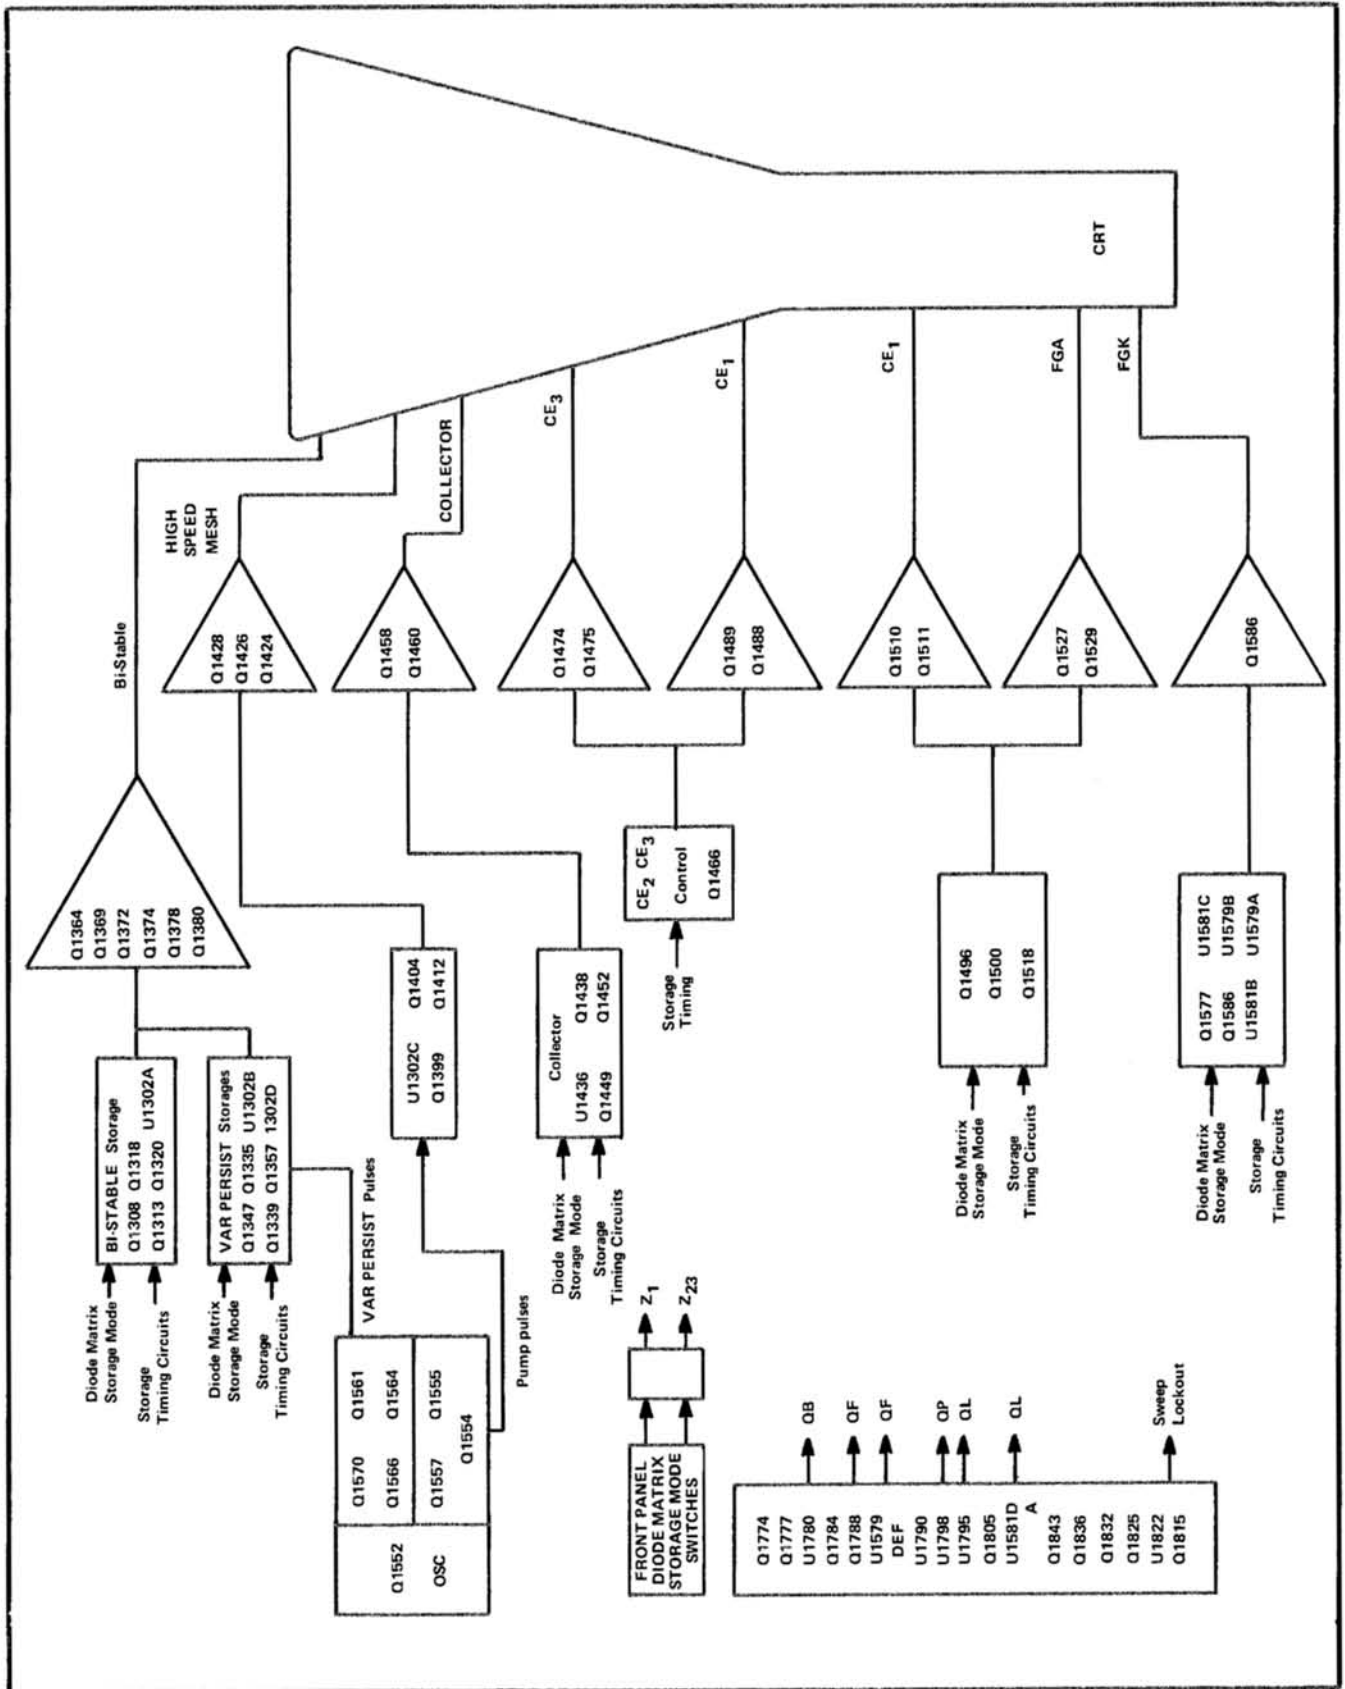 Diode Matrix
Storage Mode
Storage
Timing Circuits
BI-STABLE Storage
Q1308 Q1318
Q1313 Q1320 U1302A
Diode Matrix
Storage Mode
Storage
Timing Circuits
VAR PERSIST Storages
Q1347 Q1335 U1302B
Q1339 Q1357 1302D
Q1364
Q1369
Q1372
Q1374
Q1378
Q1380
Bi-Stable
Q1552
OSC
Q1570 Q1561
Q1566 Q1564
Q1557 Q1555
Q1554
VAR PERSIST Pulses
Pump pulses
U1302C Q1404
Q1399 Q1412
Q1428
Q1426
Q1424
HIGH
SPEED
MESH
Diode Matrix
Storage Mode
Storage
Timing Circuits
Collector
U1436 Q1438
Q1449 Q1452
Q1458
Q1460
COLLECTOR
Storage
Timing
CE2 CE3
Control
Q1466
Q1474
Q1475
CE3
Q1489
Q1488
CE1
Diode Matrix
Storage Mode
Storage
Timing Circuits
Q1496
Q1500
Q1518
Q1510
Q1511
CE1
Q1527
Q1529
FGA
Diode Matrix
Storage Mode
Storage
Timing Circuits
Q1577 U1581C
Q1586 U1579B
U1581B U1579A
Q1586
FGK
CRT
FRONT PANEL
DIODE MATRIX
STORAGE MODE
SWITCHES
Z1
Z23
Q1774
Q1777
U1780
Q1784
Q1788
U1579
DEF
U1790
U1798
U1795
Q1805
U1581D
A
Q1843
Q1836
Q1832
Q1825
U1822
Q1815
QB
QF
QF
QP
QL
QL
Sweep
Lockout